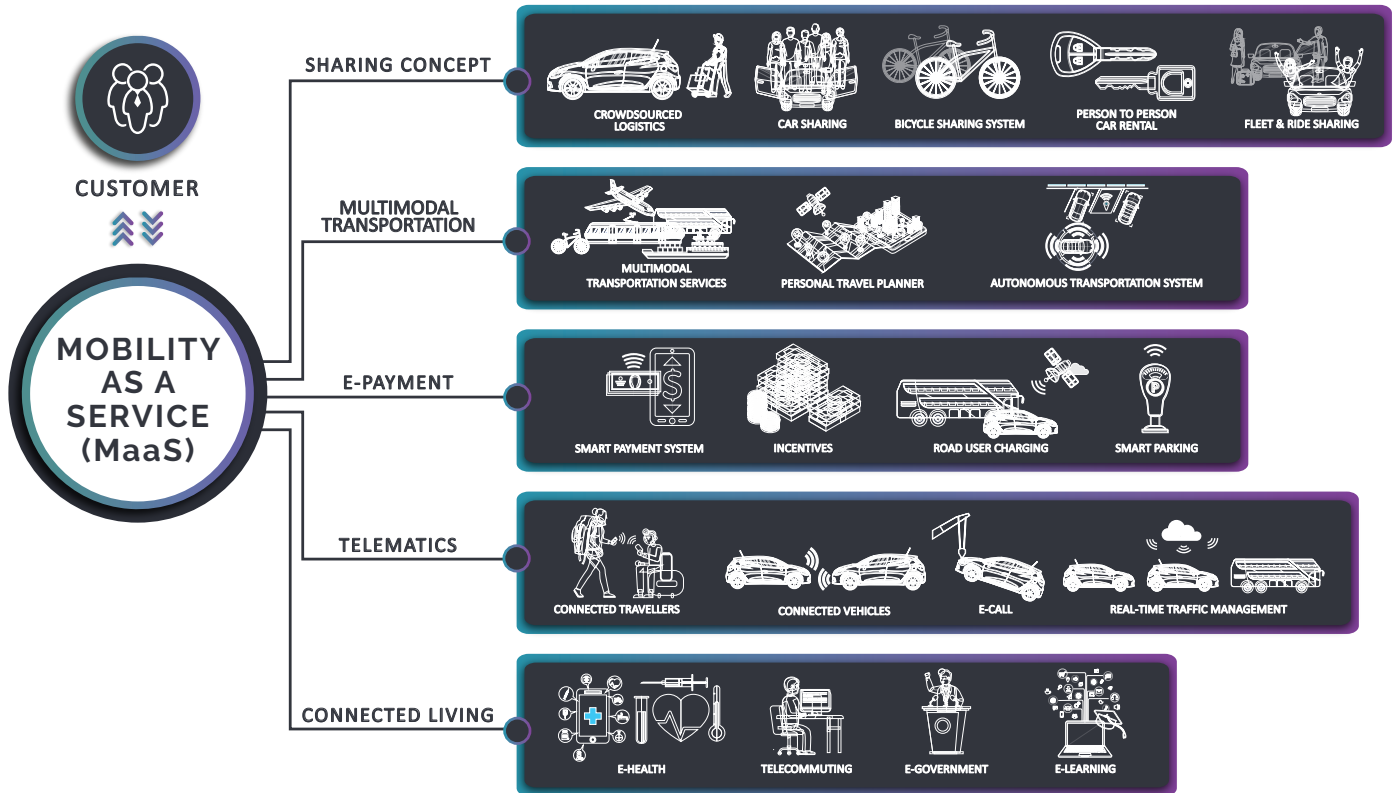 CUSTOMER
MOBILITY
AS A
SERVICE
(MaaS)
SHARING CONCEPT
CROWDSOURCED
LOGISTICS
CAR SHARING
BICYCLE SHARING SYSTEM
PERSON TO PERSON
CAR RENTAL
FLEET & RIDE SHARING
MULTIMODAL
TRANSPORTATION
MULTIMODAL
TRANSPORTATION SERVICES
PERSONAL TRAVEL PLANNER
AUTONOMOUS TRANSPORTATION SYSTEM
E-PAYMENT
$
SMART PAYMENT SYSTEM
INCENTIVES
ROAD USER CHARGING
P
SMART PARKING
TELEMATICS
CONNECTED TRAVELLERS
CONNECTED VEHICLES
E-CALL
REAL-TIME TRAFFIC MANAGEMENT
CONNECTED LIVING
E-HEALTH
TELECOMMUTING
E-GOVERNMENT
E-LEARNING